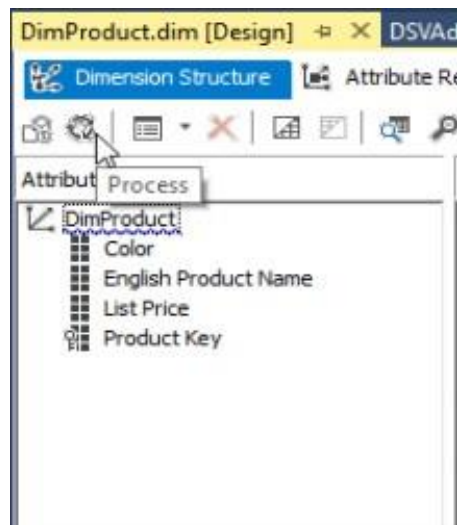 DimProduct.dim [Design] DSVAd
Dimension Structure Attribute Re
Attribut
Process
DimProduct
Color
English Product Name
List Price
Product Key